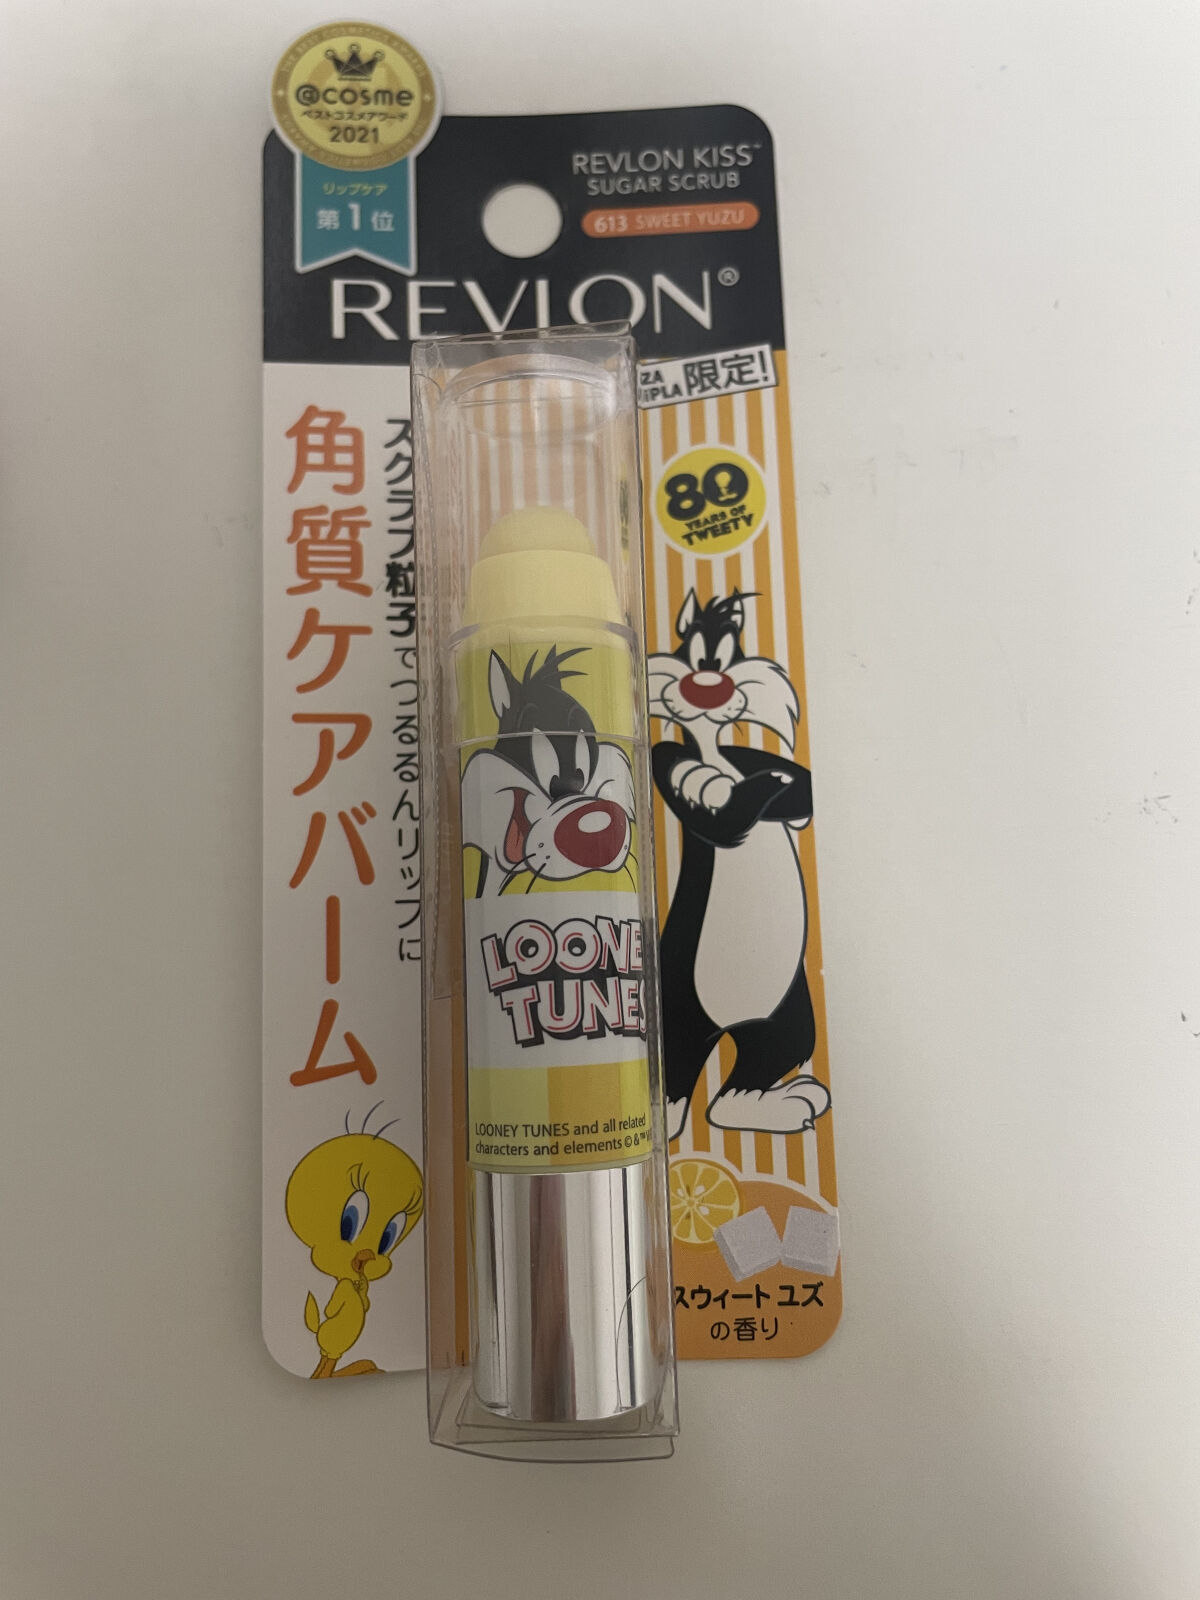 @cosme
ベストコスメアワード
2021
リップケア
第1位
REVLON KISS™
SUGAR SCRUB
613 SWEET YUZU
REVLON®
限定!
角質ケアバーム
スクラブ粒子でつるるんリップに
80
YEARS OF
TWEETY
LOONEY
TUNES
LOONEY TUNES and all related
characters and elements © & ™
スウィート ユズ
の香り